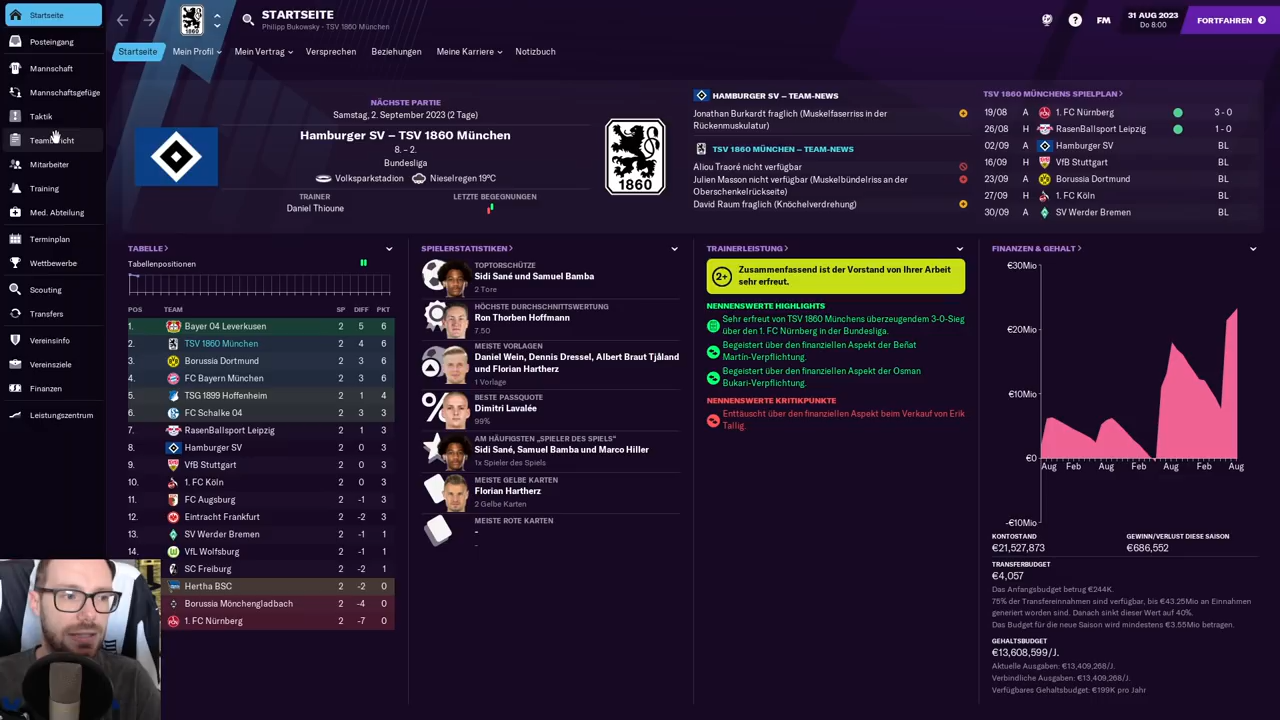 Startseite
Posteingang
Mannschaft
Mannschaftsgefüge
Taktik
Mitarbeiter
Training
Med. Abteilung
Terminplan
Wettbewerbe
Scouting
Transfers
Vereinsinfo
Vereinsziele
Finanzen
Leistungszentrum
1860
STARTSEITE
Philipp Bukowsky - TSV 1860 München
?
FM
31 AUG 2023
Do 8:00
FORTFAHREN
Startseite
Mein Profil
Mein Vertrag
Versprechen
Beziehungen
Meine Karriere
Notizbuch
NÄCHSTE PARTIE
Samstag, 2. September 2023 (2 Tage)
Hamburger SV – TSV 1860 München
8. – 2.
Bundesliga
Volksparkstadion
Nieselregen 19°C
TRAINER
Daniel Thioune
LETZTE BEGEGNUNGEN
1860
HAMBURGER SV – TEAM-NEWS
Jonathan Burkardt fraglich (Muskelfaserriss in der
Rückenmuskulatur)
TSV 1860 MÜNCHEN – TEAM-NEWS
Aliou Traoré nicht verfügbar
Julien Masson nicht verfügbar (Muskelbündelriss an der
Oberschenkelrückseite)
David Raum fraglich (Knöchelverdrehung)
TSV 1860 MÜNCHENS SPIELPLAN
19/08 A 1. FC Nürnberg 3 - 0
26/08 H RasenBallsport Leipzig 1 - 0
02/09 A Hamburger SV BL
16/09 H VfB Stuttgart BL
23/09 A Borussia Dortmund BL
27/09 H 1. FC Köln BL
30/09 A SV Werder Bremen BL
TABELLE
Tabellenpositionen
POS TEAM SP DIFF PKT
1. Bayer 04 Leverkusen 2 5 6
2. TSV 1860 München 2 4 6
3. Borussia Dortmund 2 3 6
4. FC Bayern München 2 3 6
5. TSG 1899 Hoffenheim 2 1 4
6. FC Schalke 04 2 3 3
7. RasenBallsport Leipzig 2 1 3
8. Hamburger SV 2 0 3
9. VfB Stuttgart 2 0 3
10. 1. FC Köln 2 0 3
11. FC Augsburg 2 -1 3
12. Eintracht Frankfurt 2 -2 3
13. SV Werder Bremen 2 -1 1
14. VfL Wolfsburg 2 -1 1
SC Freiburg 2 -2 1
Hertha BSC 2 -2 0
Borussia Mönchengladbach 2 -4 0
1. FC Nürnberg 2 -7 0
SPIELERSTATISTIKEN
TOPTORSCHÜTZE
Sidi Sané und Samuel Bamba
2 Tore
HÖCHSTE DURCHSCHNITTSWERTUNG
Ron Thorben Hoffmann
7.50
MEISTE VORLAGEN
Daniel Wein, Dennis Dressel, Albert Braut Tjåland
und Florian Hartherz
1 Vorlage
BESTE PASSQUOTE
Dimitri Lavalée
99%
AM HÄUFIGSTEN „SPIELER DES SPIELS"
Sidi Sané, Samuel Bamba und Marco Hiller
1x Spieler des Spiels
MEISTE GELBE KARTEN
Florian Hartherz
2 Gelbe Karten
MEISTE ROTE KARTEN
-
-
TRAINERLEISTUNG
2+
Zusammenfassend ist der Vorstand von Ihrer Arbeit
sehr erfreut.
NENNENSWERTE HIGHLIGHTS
Sehr erfreut von TSV 1860 Münchens überzeugendem 3-0-Sieg
über den 1. FC Nürnberg in der Bundesliga.
Begeistert über den finanziellen Aspekt der Beñat
Martín-Verpflichtung.
Begeistert über den finanziellen Aspekt der Osman
Bukari-Verpflichtung.
NENNENSWERTE KRITIKPUNKTE
Enttäuscht über den finanziellen Aspekt beim Verkauf von Erik
Tallig.
FINANZEN & GEHALT
€30Mio
€20Mio
€10Mio
€0
-€10Mio
Aug Feb Aug Feb Aug Feb Aug
KONTOSTAND
€21,527,873
GEWINN/VERLUST DIESE SAISON
€686,552
TRANSFERBUDGET
€4,057
Das Anfangsbudget betrug €244K.
75% der Transfereinnahmen sind verfügbar, bis €43.25Mio an Einnahmen
generiert worden sind. Danach sinkt dieser Wert auf 40%.
Das Budget für die neue Saison wird mindestens €3.55Mio betragen.
GEHALTSBUDGET
€13,608,599/J.
Aktuelle Ausgaben: €13,409,268/J.
Verbindliche Ausgaben: €13,409,268/J.
Verfügbares Gehaltsbudget: €199K pro Jahr